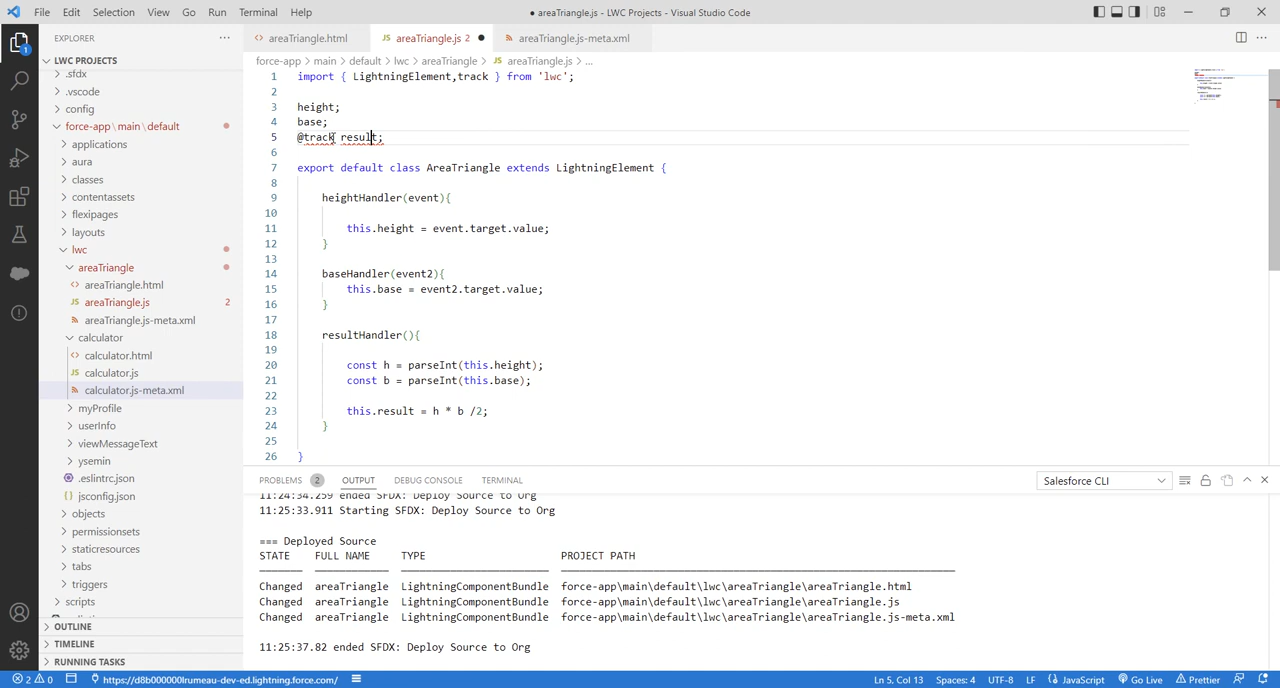 File Edit Selection View Go Run Terminal Help
● areaTriangle.js - LWC Projects - Visual Studio Code
EXPLORER
LWC PROJECTS
.sfdx
.vscode
config
force-app\main\default
applications
aura
classes
contentassets
flexipages
layouts
lwc
areaTriangle
areaTriangle.html
areaTriangle.js 2
areaTriangle.js-meta.xml
calculator
calculator.html
calculator.js
calculator.js-meta.xml
myProfile
userInfo
viewMessageText
ysemin
.eslintrc.json
jsconfig.json
objects
permissionsets
staticresources
tabs
triggers
scripts
OUTLINE
TIMELINE
RUNNING TASKS
areaTriangle.html
JS areaTriangle.js 2 ●
areaTriangle.js-meta.xml
force-app > main > default > lwc > areaTriangle > JS areaTriangle.js > ...
1 import { LightningElement,track } from 'lwc';
2
3 height;
4 base;
5 @track result;
6
7 export default class AreaTriangle extends LightningElement {
8
9 heightHandler(event){
10
11 this.height = event.target.value;
12 }
13
14 baseHandler(event2){
15 this.base = event2.target.value;
16 }
17
18 resultHandler(){
19
20 const h = parseInt(this.height);
21 const b = parseInt(this.base);
22
23 this.result = h * b /2;
24 }
25
26 }
PROBLEMS 2 OUTPUT DEBUG CONSOLE TERMINAL
Salesforce CLI
11:24:34.259 ended SFDX: Deploy Source to Org
11:25:33.911 Starting SFDX: Deploy Source to Org
=== Deployed Source
STATE FULL NAME TYPE PROJECT PATH
Changed areaTriangle LightningComponentBundle force-app\main\default\lwc\areaTriangle\areaTriangle.html
Changed areaTriangle LightningComponentBundle force-app\main\default\lwc\areaTriangle\areaTriangle.js
Changed areaTriangle LightningComponentBundle force-app\main\default\lwc\areaTriangle\areaTriangle.js-meta.xml
11:25:37.82 ended SFDX: Deploy Source to Org
2 0 https://d8b000000lrumeau-dev-ed.lightning.force.com/
Ln 5, Col 13 Spaces: 4 UTF-8 LF JavaScript Go Live Prettier